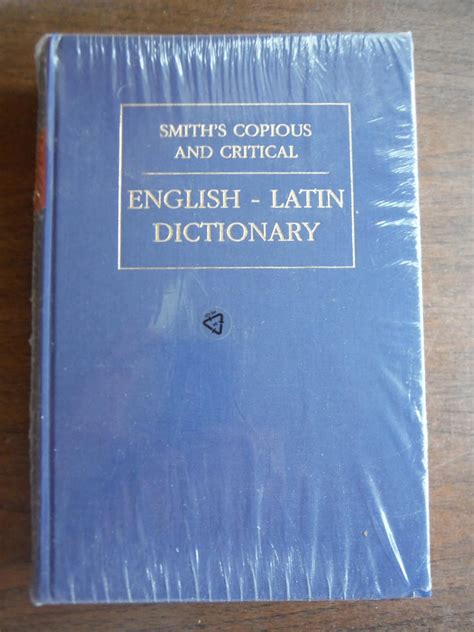 SMITH'S COPIOUS
AND CRITICAL
ENGLISH - LATIN
DICTIONARY